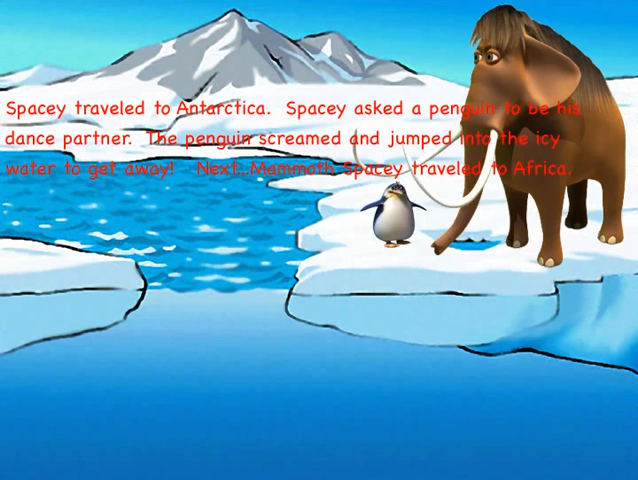 Spacey traveled to Antarctica.  Spacey asked a penguin to be his
dance partner.  The penguin screamed and jumped into the icy
water to get away!   Next...Mammoth Spacey traveled to Africa.